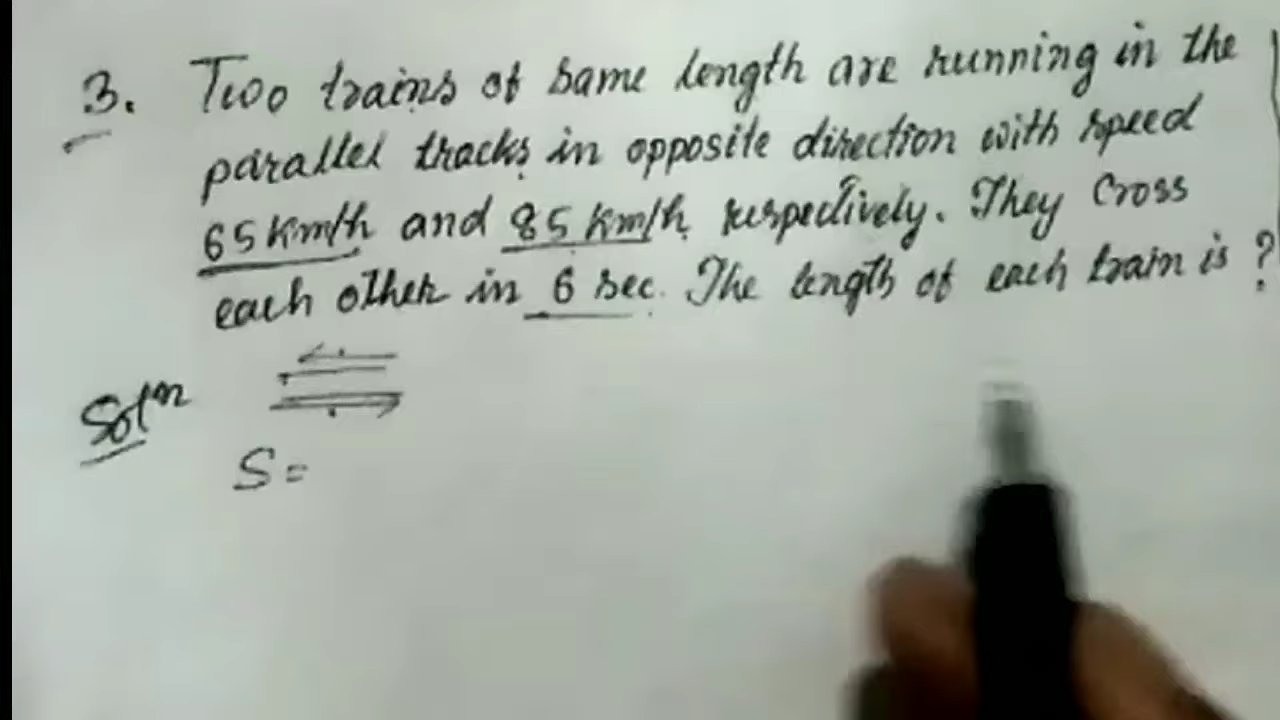 3. Two trains of same length are running in the
parallel tracks in opposite direction with speed
65 Km/h and 85 Km/h respectively. They Cross
each other in 6 sec. The length of each train is ?
Solⁿ
S =